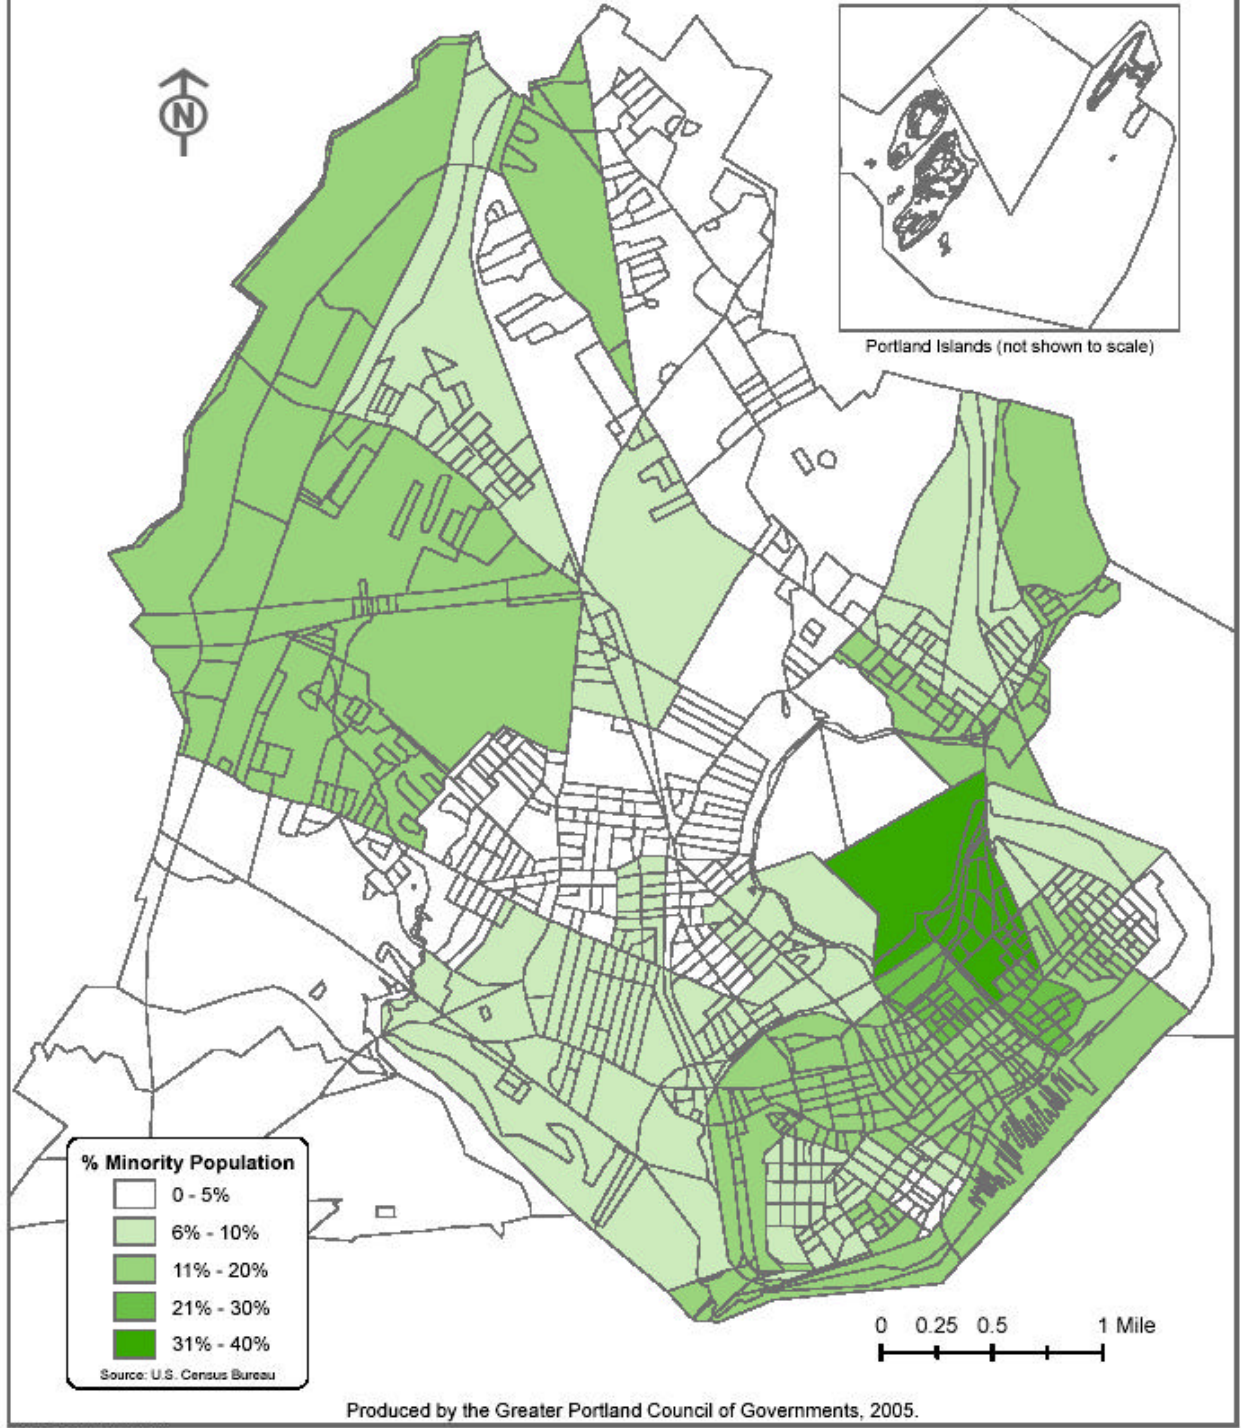 N
Portland Islands (not shown to scale)
% Minority Population
0 - 5%
6% - 10%
11% - 20%
21% - 30%
31% - 40%
Source: U.S. Census Bureau
0 0.25 0.5 1 Mile
Produced by the Greater Portland Council of Governments, 2005.